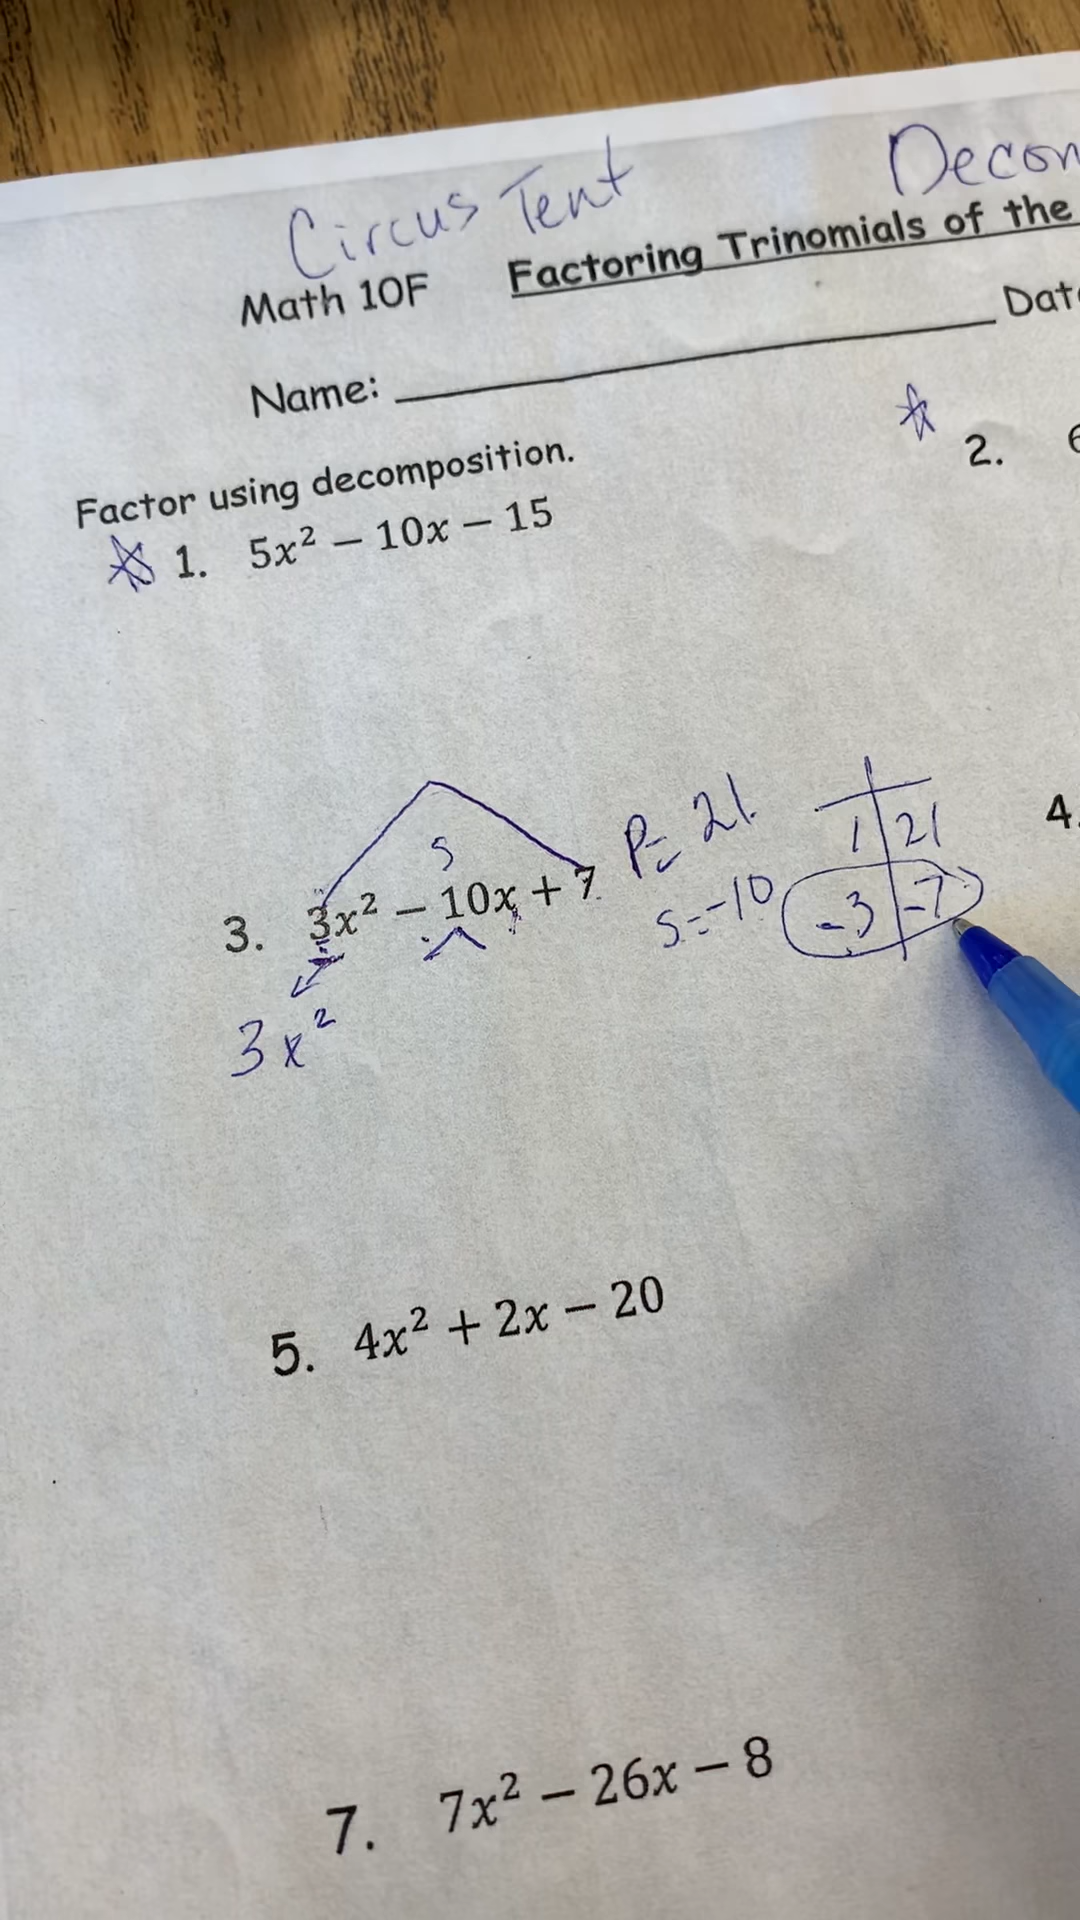 Circus Tent
Math 10F Factoring Trinomials of the
Name: Dat
Factor using decomposition.
1. 5x² – 10x – 15
2.
P= 21
S=-10
1 21
-3 -7
S
3. 3x² – 10x + 7
4.
3x²
5. 4x² + 2x – 20
7. 7x² – 26x – 8